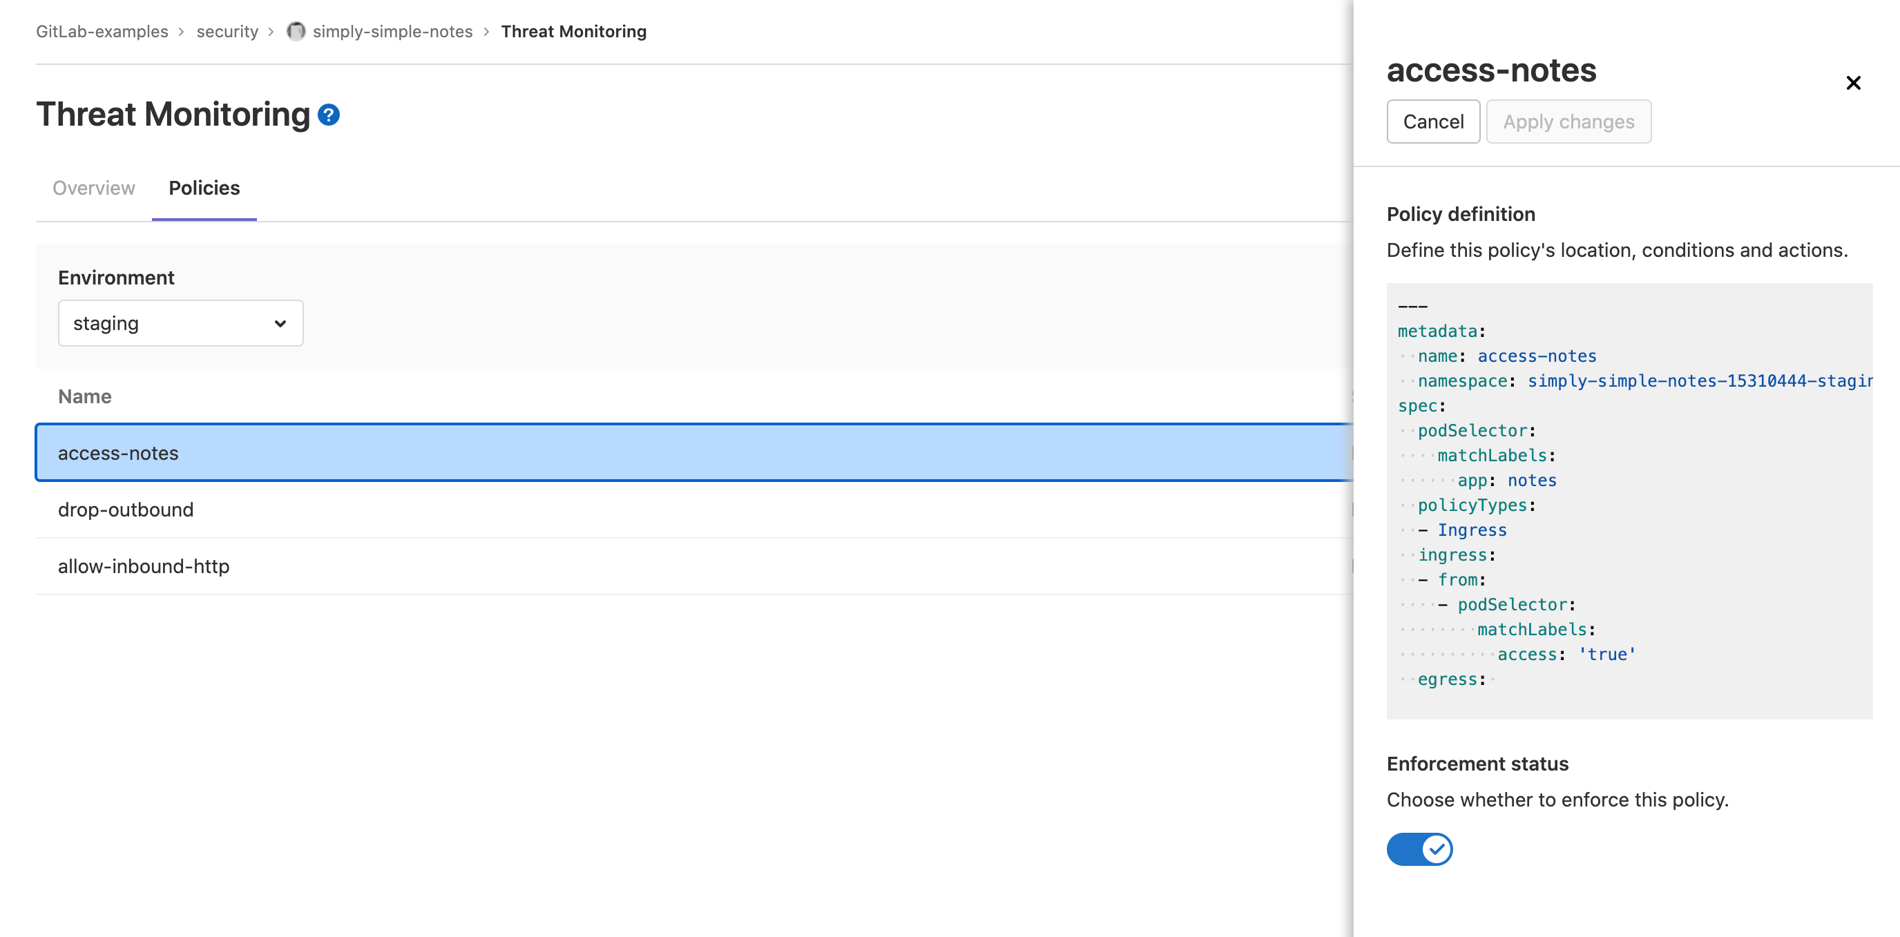 GitLab-examples > security > simply-simple-notes > Threat Monitoring
Threat Monitoring ?
Overview Policies
Environment
staging
Name
access-notes
drop-outbound
allow-inbound-http
access-notes
Cancel Apply changes
Policy definition
Define this policy's location, conditions and actions.
---
metadata:
  name: access-notes
  namespace: simply-simple-notes-15310444-stagin
spec:
  podSelector:
    matchLabels:
      app: notes
  policyTypes:
  - Ingress
  ingress:
  - from:
    - podSelector:
        matchLabels:
          access: 'true'
  egress:
Enforcement status
Choose whether to enforce this policy.